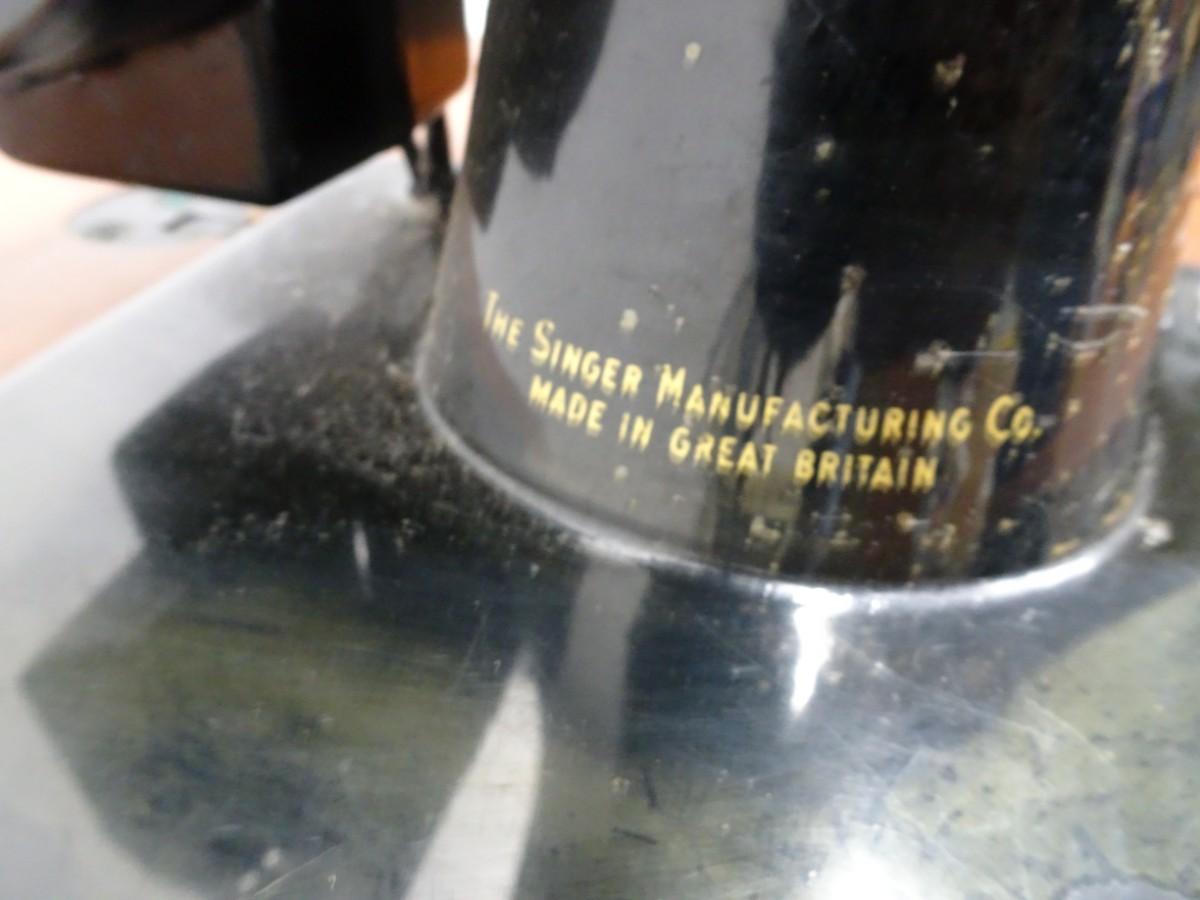 The Singer Manufacturing Co.
MADE IN GREAT BRITAIN